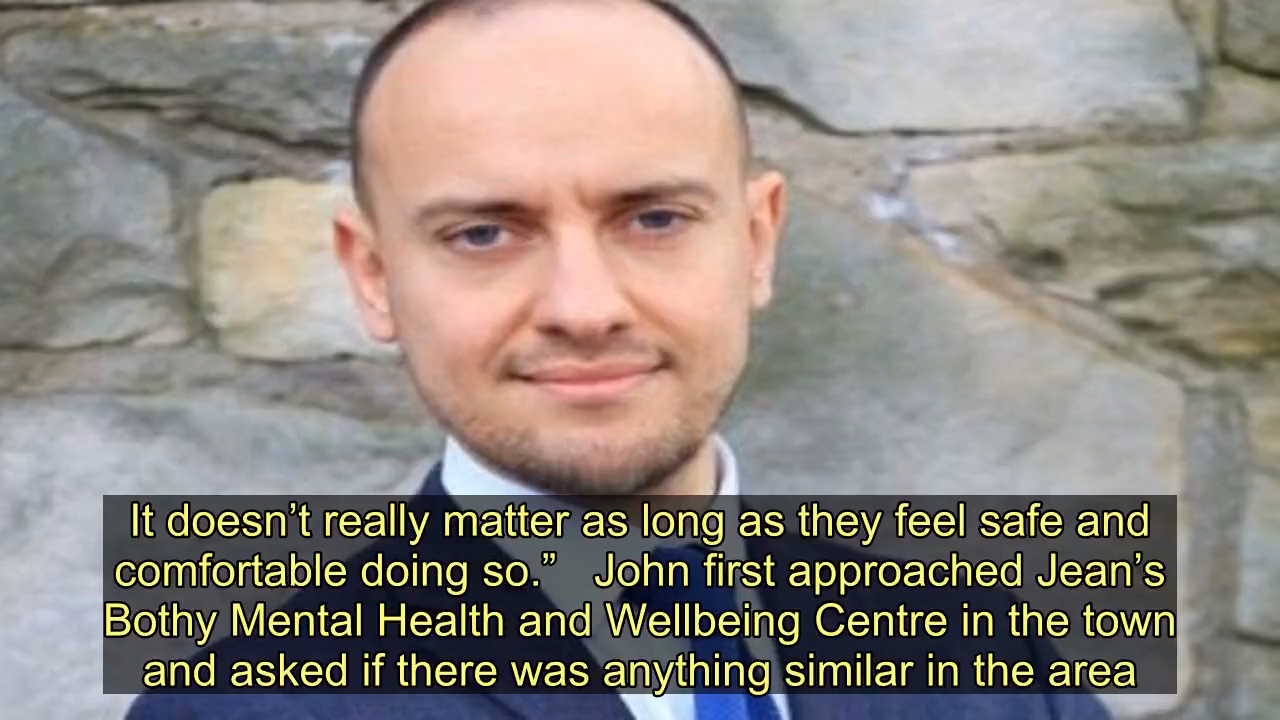 It doesn’t really matter as long as they feel safe and
comfortable doing so.”   John first approached Jean’s
Bothy Mental Health and Wellbeing Centre in the town
and asked if there was anything similar in the area